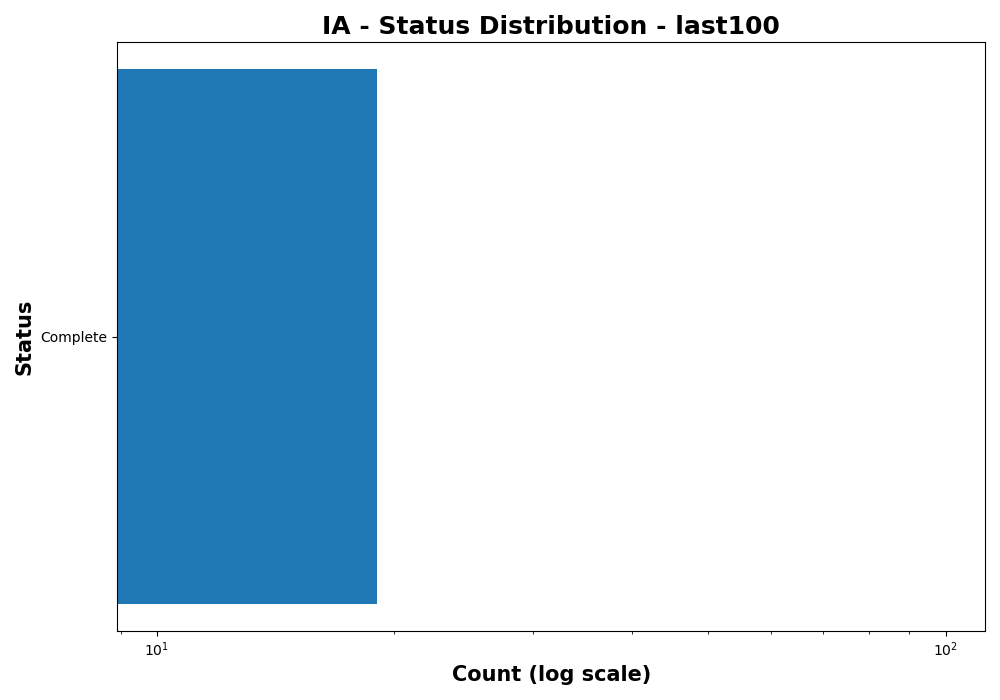 IA - Status Distribution - last100
Status
Complete
10¹ 10²
Count (log scale)